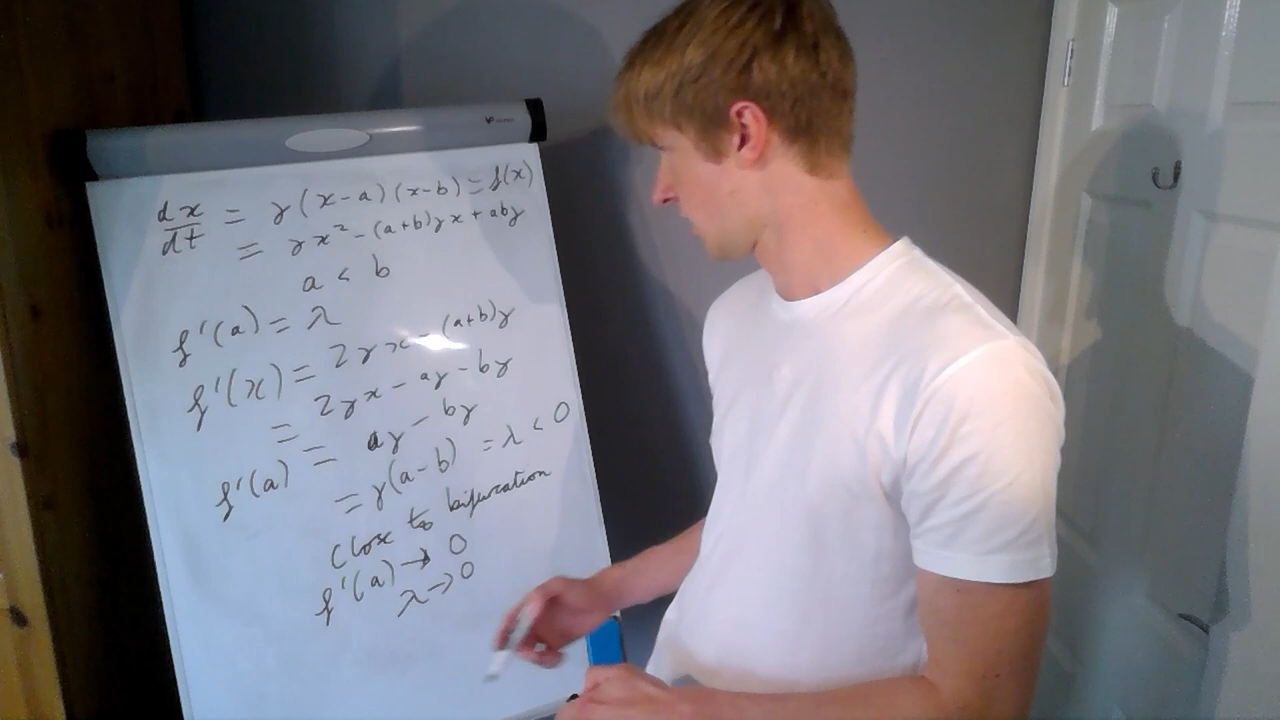 dx/dt = γ(x-a)(x-b) = f(x)
= γx² - (a+b)γx + abγ
a < b
f'(a) = λ
f'(x) = 2γx - (a+b)γ
= 2γx - aγ - bγ
f'(a) = aγ - bγ
= γ(a-b) = λ < 0
Close to bifurcation
f'(a) → 0
λ → 0